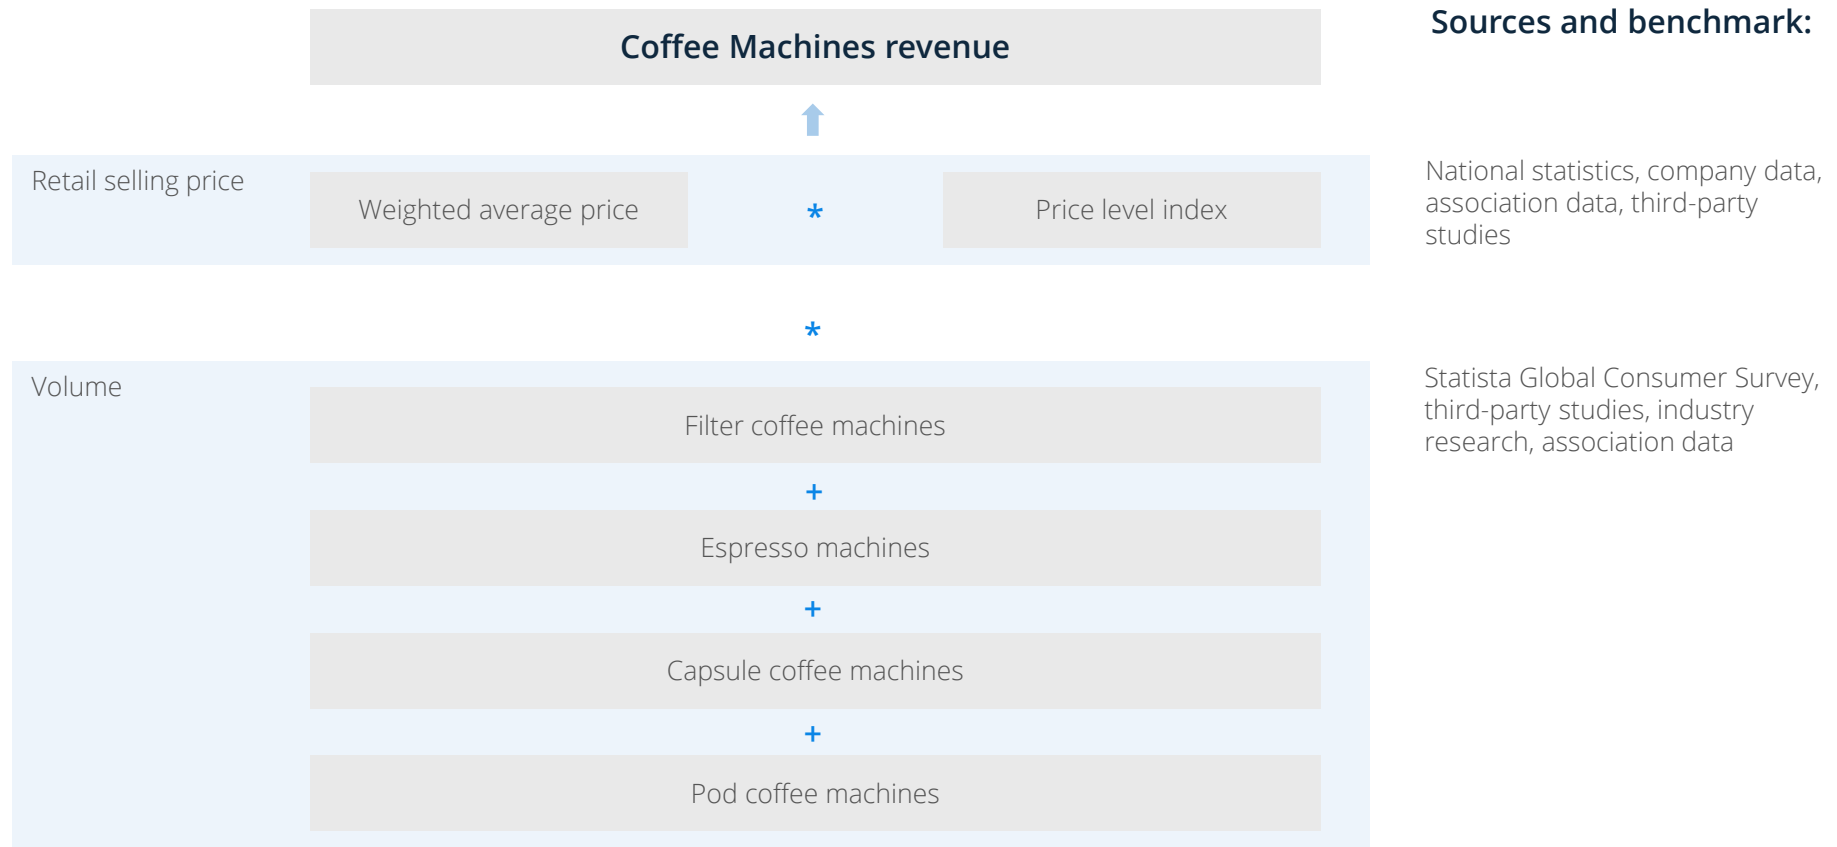 Coffee Machines revenue
Sources and benchmark:
Retail selling price
Weighted average price
*
Price level index
National statistics, company data,
association data, third-party
studies
*
Volume
Filter coffee machines
+
Espresso machines
+
Capsule coffee machines
+
Pod coffee machines
Statista Global Consumer Survey,
third-party studies, industry
research, association data